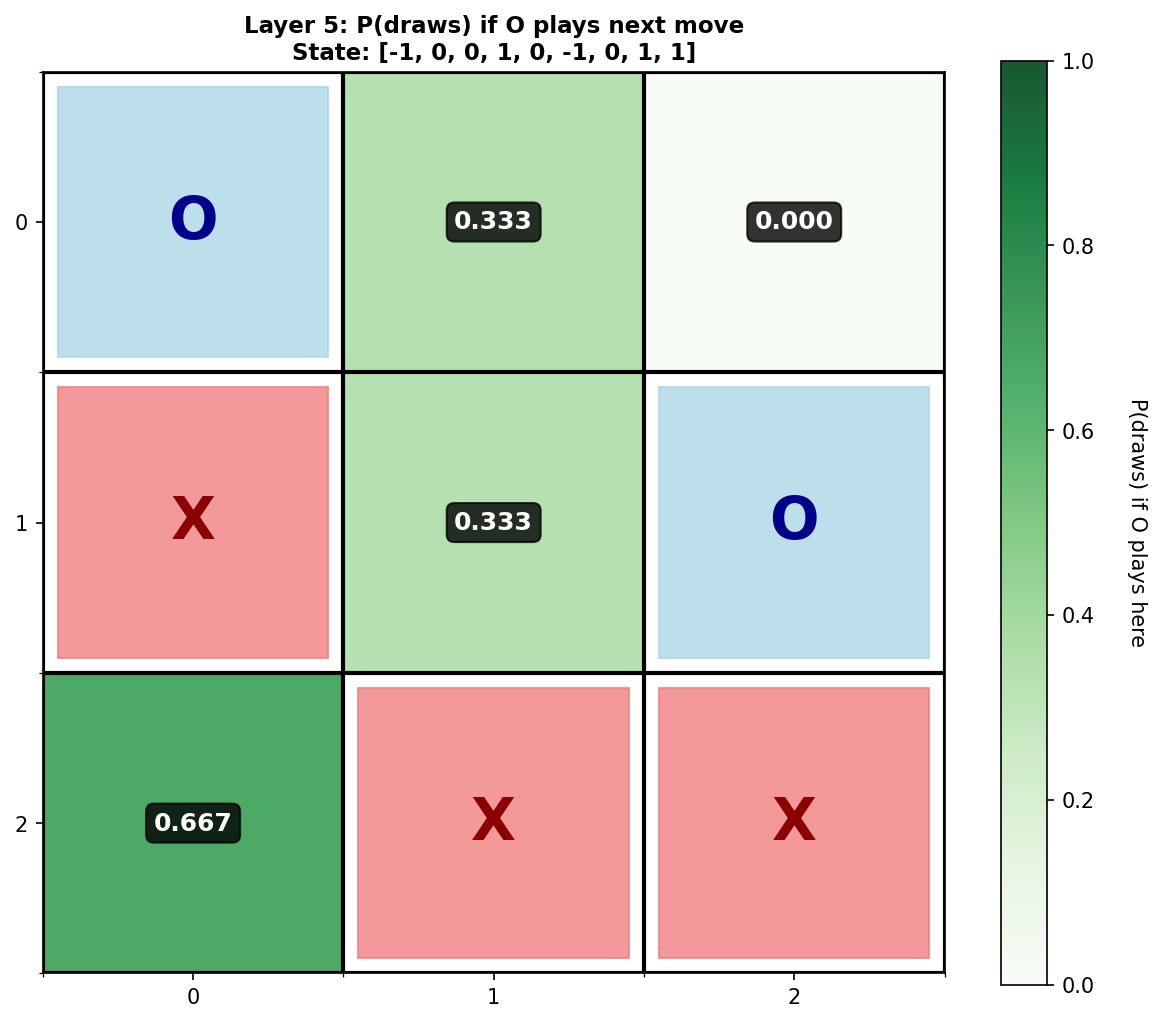 Layer 5: P(draws) if O plays next move
State: [-1, 0, 0, 1, 0, -1, 0, 1, 1]
O
0.333
0.000
X
0.333
O
0.667
X
X
0
1
2
0
1
2
1.0
0.8
0.6
0.4
0.2
0.0
P(draws) if O plays here